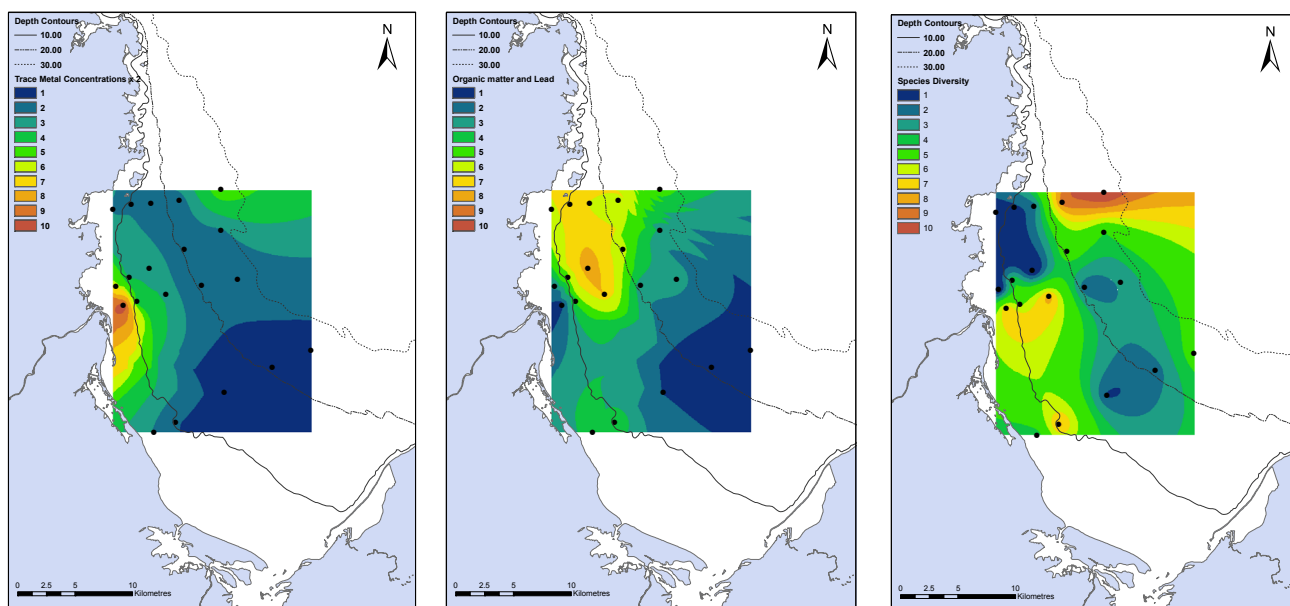 Depth Contours
10.00
20.00
30.00
Trace Metal Concentrations x 2
1
2
3
4
5
6
7
8
9
10
N
0 2.5 5 10
Kilometres
Depth Contours
10.00
20.00
30.00
Organic matter and Lead
1
2
3
4
5
6
7
8
9
10
N
0 2.5 5 10
Kilometres
Depth Contours
10.00
20.00
30.00
Species Diversity
1
2
3
4
5
6
7
8
9
10
N
0 2.5 5 10
Kilometres